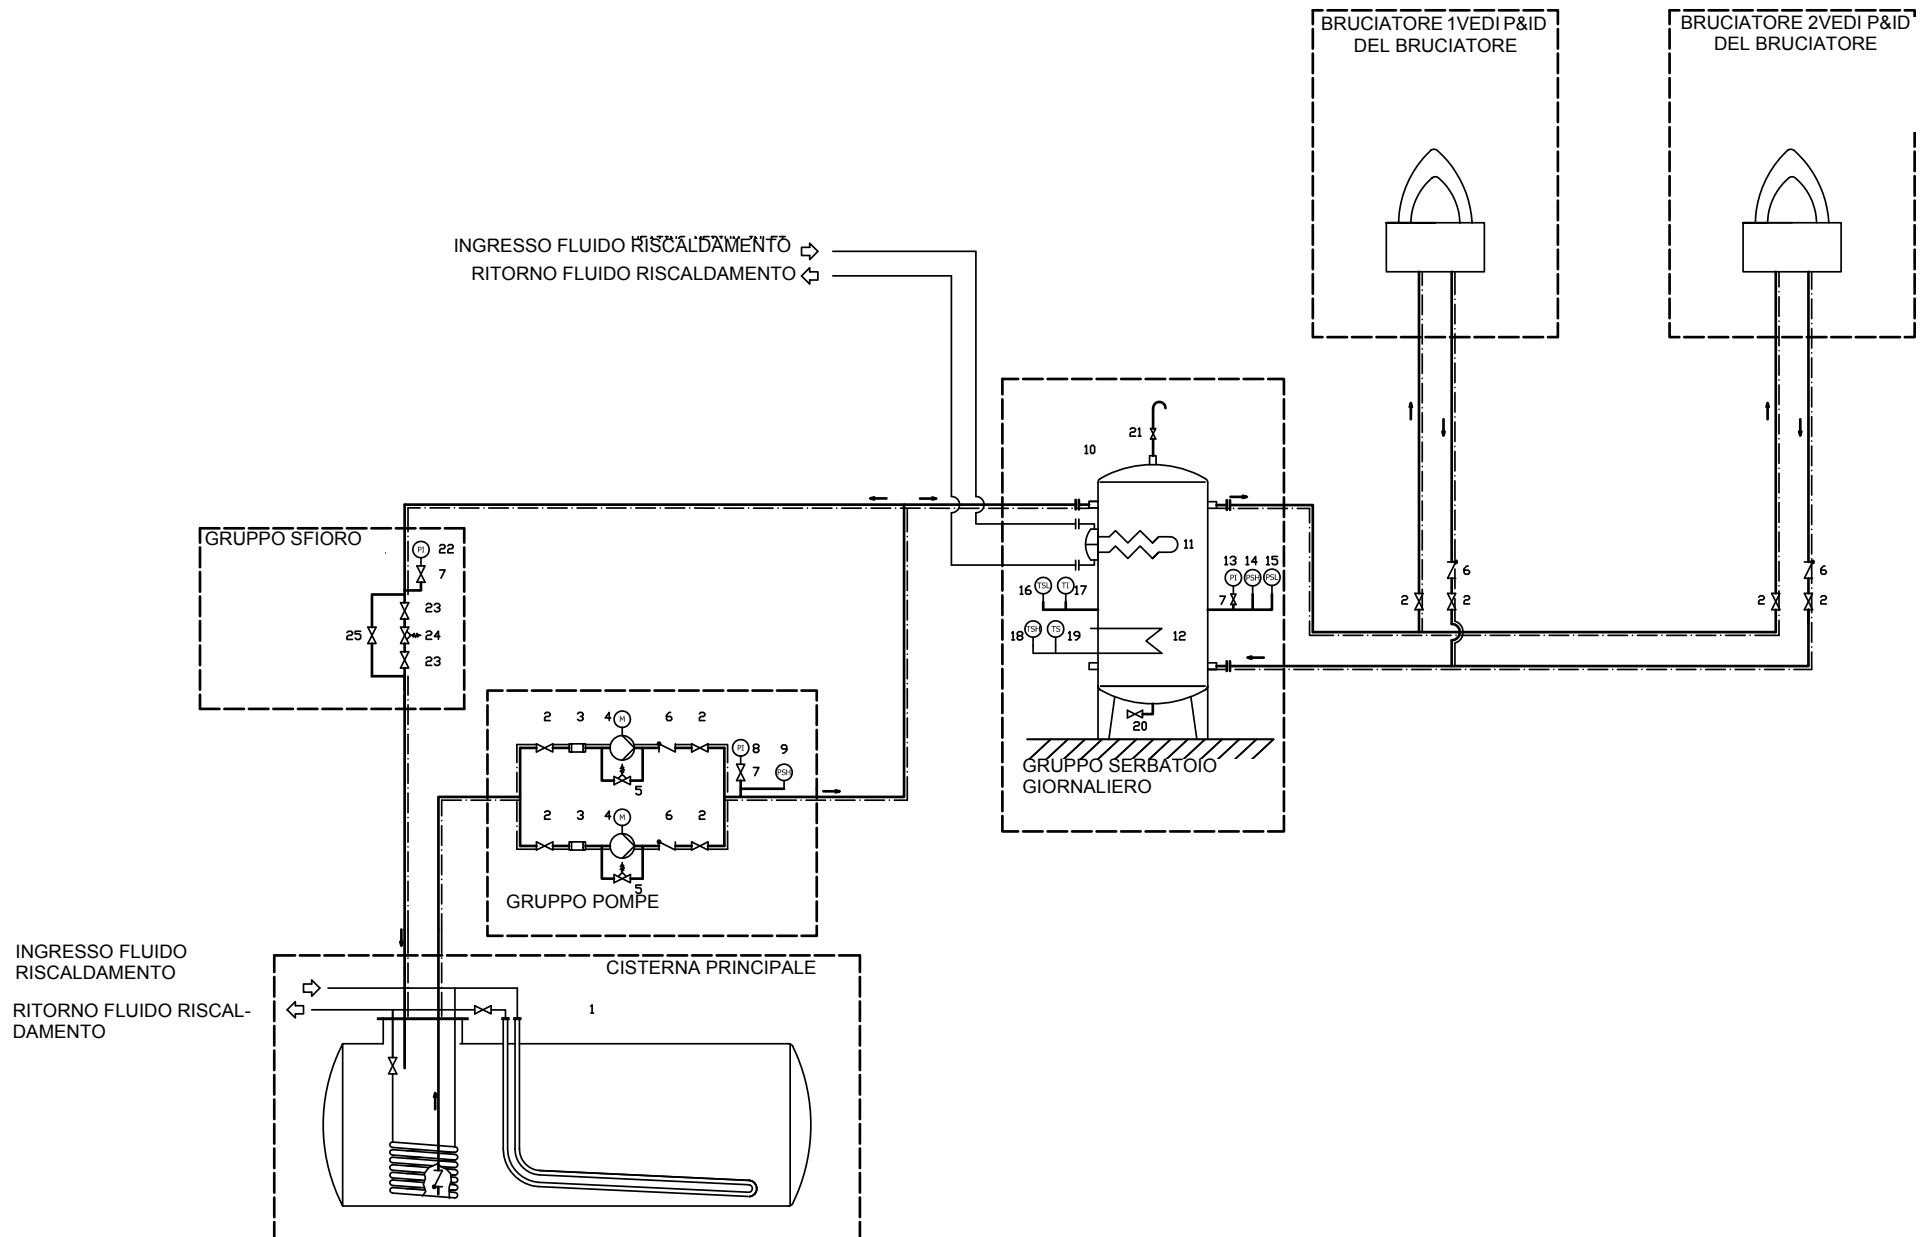 BRUCIATORE 1VEDI P&ID
DEL BRUCIATORE
BRUCIATORE 2VEDI P&ID
DEL BRUCIATORE
INGRESSO FLUIDO RISCALDAMENTO
RITORNO FLUIDO RISCALDAMENTO
21
10
GRUPPO SFIORO
PI 22
7
23
25 24
23
11
13 14 15
PI PSH PSL
7
16 TSL TI 17
18 TSH TS 19
12
20
6
2 2
6
2 2
GRUPPO SERBATOIO
GIORNALIERO
2 3 4 M 6 2
5
PI 8 9
7 PSH
2 3 4 M 6 2
5
GRUPPO POMPE
INGRESSO FLUIDO
RISCALDAMENTO
RITORNO FLUIDO RISCAL-
DAMENTO
CISTERNA PRINCIPALE
1